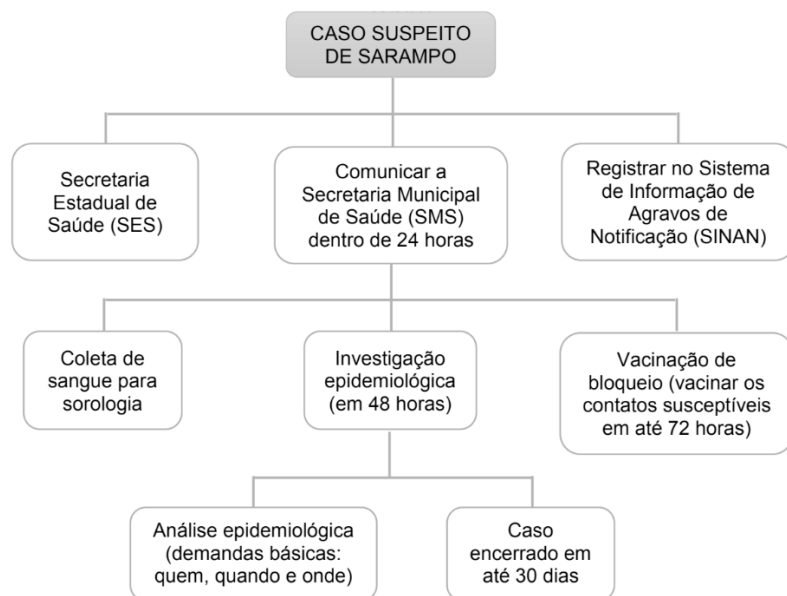 CASO SUSPEITO
DE SARAMPO
Secretaria
Estadual de
Saúde (SES)
Comunicar a
Secretaria Municipal
de Saúde (SMS)
dentro de 24 horas
Registrar no Sistema
de Informação de
Agravos de
Notificação (SINAN)
Coleta de
sangue para
sorologia
Investigação
epidemiológica
(em 48 horas)
Vacinação de
bloqueio (vacinar os
contatos susceptíveis
em até 72 horas)
Análise epidemiológica
(demandas básicas:
quem, quando e onde)
Caso
encerrado em
até 30 dias